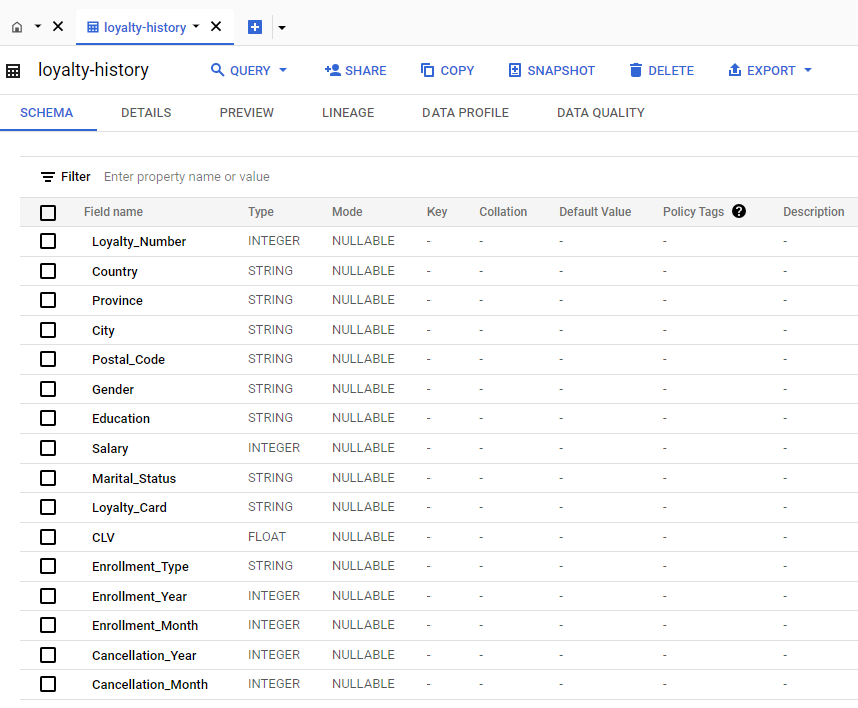 loyalty-history
loyalty-history QUERY SHARE COPY SNAPSHOT DELETE EXPORT
SCHEMA DETAILS PREVIEW LINEAGE DATA PROFILE DATA QUALITY
Filter Enter property name or value
Field name Type Mode Key Collation Default Value Policy Tags ? Description
Loyalty_Number INTEGER NULLABLE - - - - -
Country STRING NULLABLE - - - - -
Province STRING NULLABLE - - - - -
City STRING NULLABLE - - - - -
Postal_Code STRING NULLABLE - - - - -
Gender STRING NULLABLE - - - - -
Education STRING NULLABLE - - - - -
Salary INTEGER NULLABLE - - - - -
Marital_Status STRING NULLABLE - - - - -
Loyalty_Card STRING NULLABLE - - - - -
CLV FLOAT NULLABLE - - - - -
Enrollment_Type STRING NULLABLE - - - - -
Enrollment_Year INTEGER NULLABLE - - - - -
Enrollment_Month INTEGER NULLABLE - - - - -
Cancellation_Year INTEGER NULLABLE - - - - -
Cancellation_Month INTEGER NULLABLE - - - - -